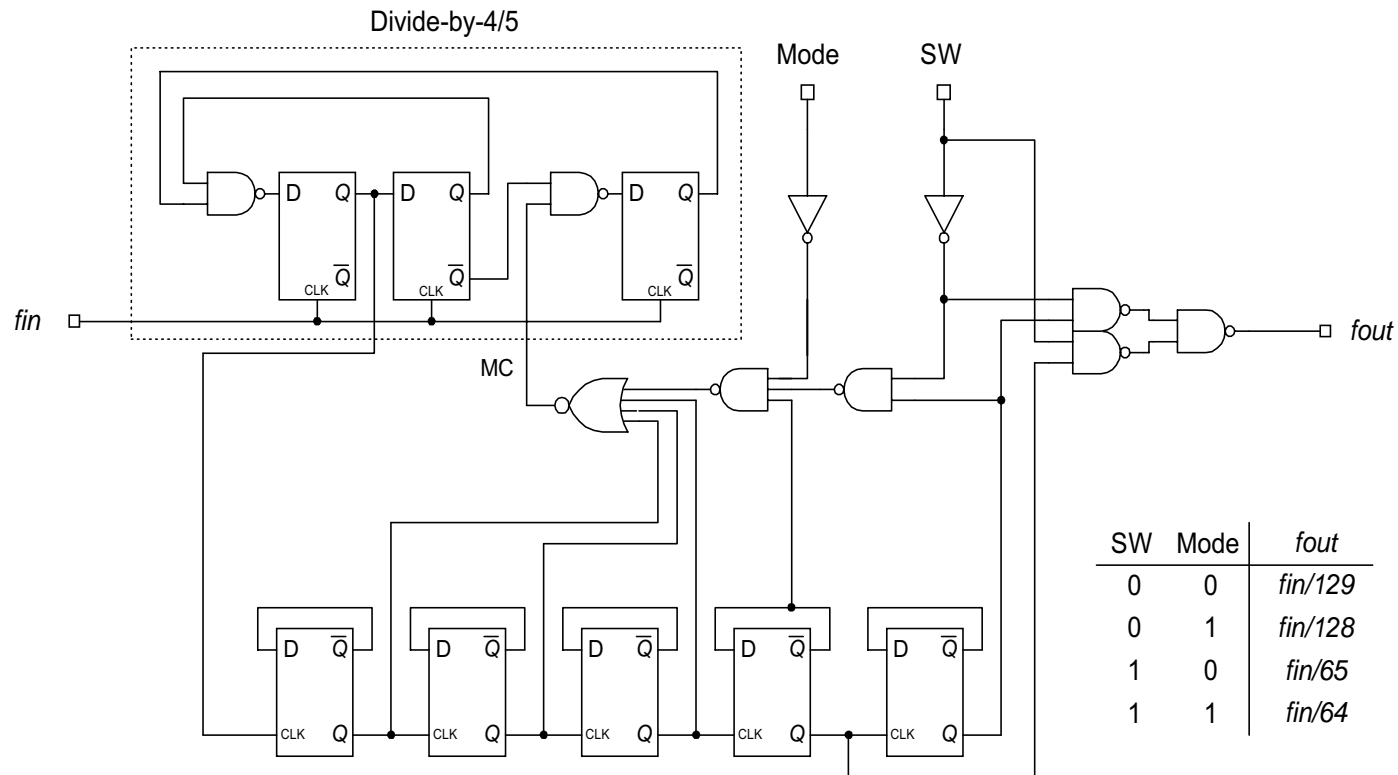 Divide-by-4/5
Mode SW
D Q D Q D Q
Q Q Q
CLK CLK CLK
fin
fout
MC
SW Mode fout
0 0 fin/129
0 1 fin/128
1 0 fin/65
1 1 fin/64
D Q D Q D Q D Q D Q
CLK Q CLK Q CLK Q CLK Q CLK Q